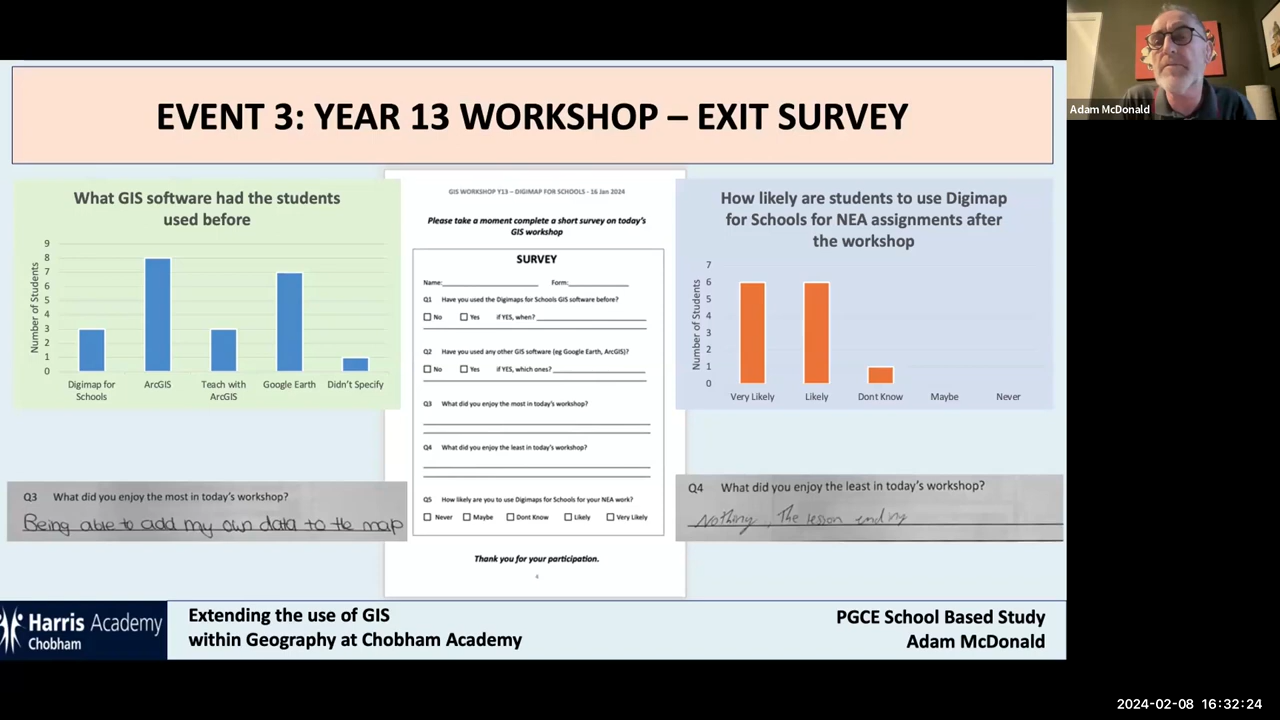 EVENT 3: YEAR 13 WORKSHOP – EXIT SURVEY
Adam McDonald
What GIS software had the students
used before
Number of Students
9
8
7
6
5
4
3
2
1
0
Digimap for
Schools
ArcGIS
Teach with
ArcGIS
Google Earth
Didn't Specify
GIS WORKSHOP Y13 – DIGIMAP FOR SCHOOLS - 16 Jan 2024
Please take a moment complete a short survey on today's
GIS workshop
SURVEY
Name: Form:
Q1 Have you used the Digimaps for Schools GIS software before?
No Yes if YES, when?
Q2 Have you used any other GIS software (eg Google Earth, ArcGIS)?
No Yes if YES, which ones?
Q3 What did you enjoy the most in today's workshop?
Q4 What did you enjoy the least in today's workshop?
Q5 How likely are you to use Digimaps for Schools for your NEA work?
Never Maybe Dont Know Likely Very Likely
Thank you for your participation.
4
How likely are students to use Digimap
for Schools for NEA assignments after
the workshop
Number of Students
7
6
5
4
3
2
1
0
Very Likely
Likely
Dont Know
Maybe
Never
Q3 What did you enjoy the most in today's workshop?
Being able to add my own data to the map
Q4 What did you enjoy the least in today's workshop?
Nothing, The lesson ending
Harris Academy
Chobham
Extending the use of GIS
within Geography at Chobham Academy
PGCE School Based Study
Adam McDonald
2024-02-08 16:32:24